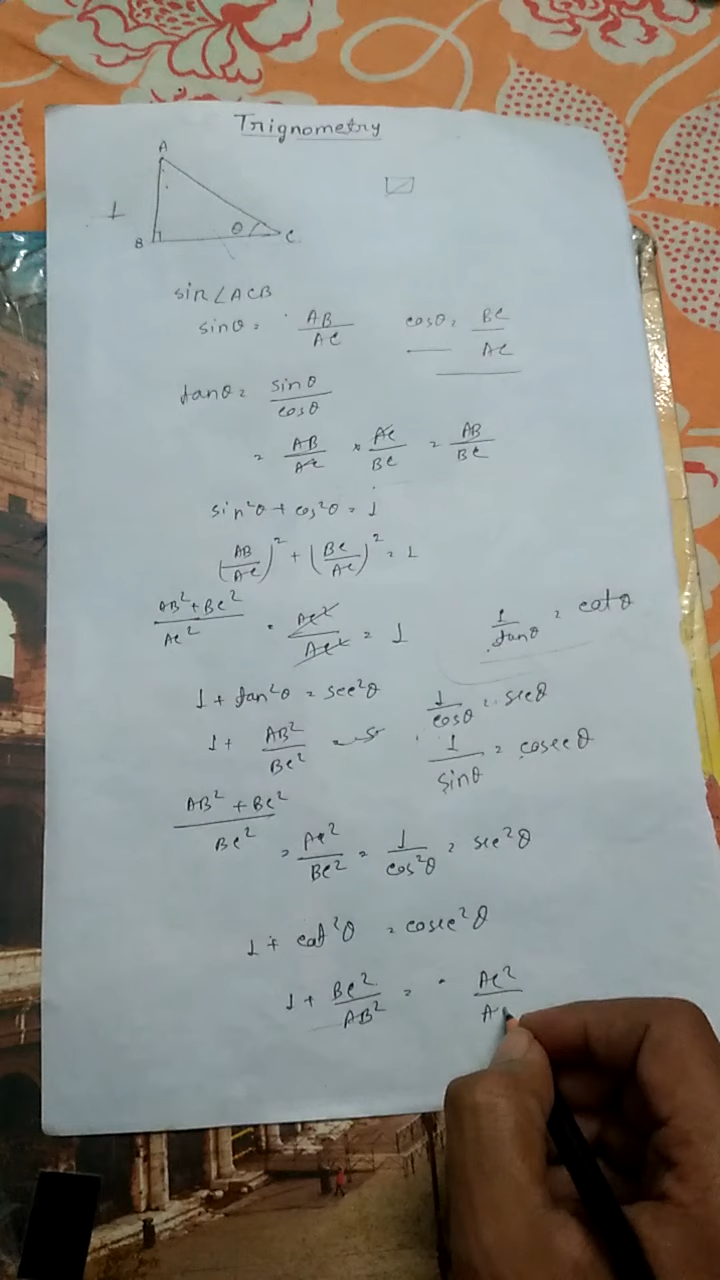 Trignometry
A
⊥ θ
B C
sin∠ACB
sinθ = AB/AC cosθ = BC/AC
tanθ = sinθ/cosθ
= AB/AC × AC/BC = AB/BC
sin²θ + cos²θ = 1
(AB/AC)² + (BC/AC)² = 1
AB² + BC²/AC² = AC²/AC² = 1 1/tanθ = cotθ
1 + tan²θ = sec²θ 1/cosθ = secθ
1 + AB²/BC² = 1/sinθ = cosecθ
AB² + BC²/BC² = AC²/BC² = 1/cos²θ = sec²θ
1 + cot²θ = cosec²θ
1 + BC²/AB² = AC²/A